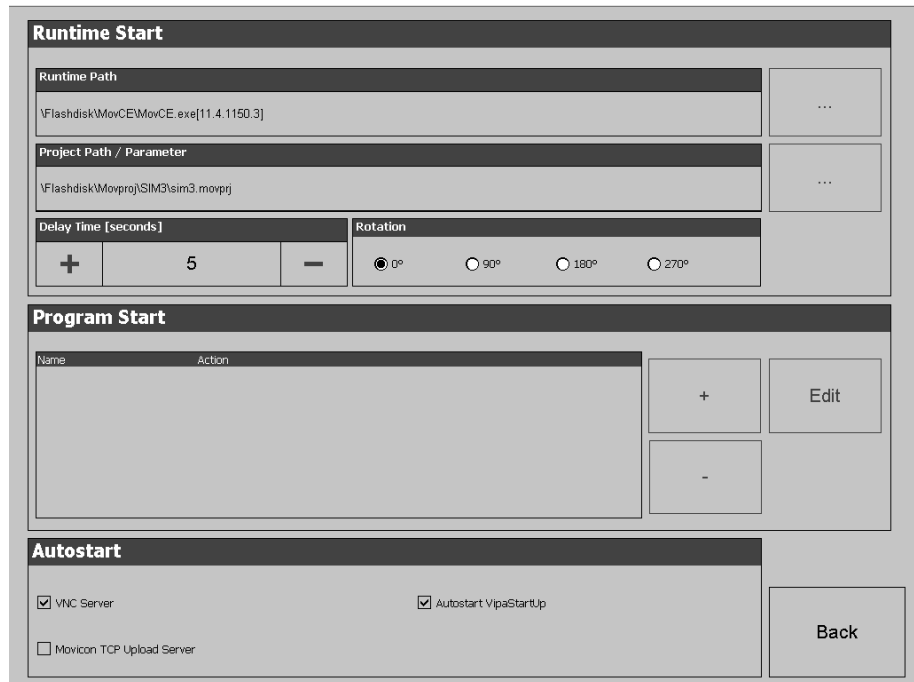 Runtime Start
Runtime Path
\Flashdisk\MovCE\MovCE.exe[11.4.1150.3]
...
Project Path / Parameter
\Flashdisk\Movproj\SIM3\sim3.movprj
...
Delay Time [seconds]
+ 5 −
Rotation
0° 90° 180° 270°
Program Start
Name Action
+
Edit
-
Autostart
VNC Server
Autostart VipaStartUp
Movicon TCP Upload Server
Back